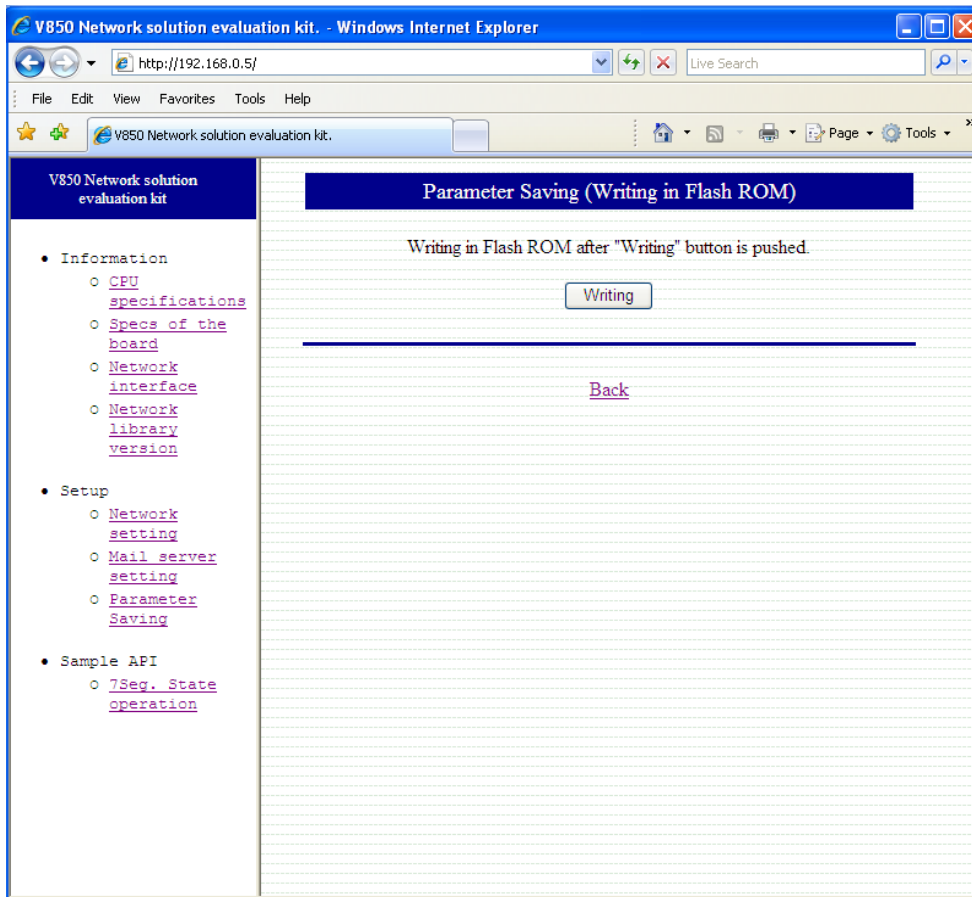 V850 Network solution evaluation kit. - Windows Internet Explorer
http://192.168.0.5/
Live Search
File Edit View Favorites Tools Help
V850 Network solution evaluation kit.
Page Tools »
V850 Network solution
evaluation kit
Information
CPU
specifications
Specs of the
board
Network
interface
Network
library
version
Setup
Network
setting
Mail server
setting
Parameter
Saving
Sample API
7Seg. State
operation
Parameter Saving (Writing in Flash ROM)
Writing in Flash ROM after "Writing" button is pushed.
Writing
Back